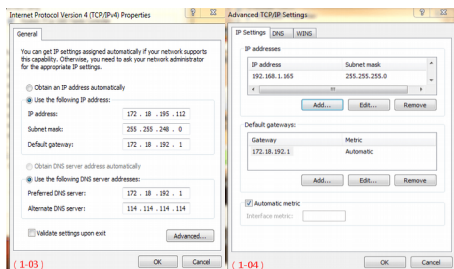 Internet Protocol Version 4 (TCP/IPv4) Properties
General
You can get IP settings assigned automatically if your network supports
this capability. Otherwise, you need to ask your network administrator
for the appropriate IP settings.
Obtain an IP address automatically
Use the following IP address:
IP address: 172 . 18 . 195 . 112
Subnet mask: 255 . 255 . 248 . 0
Default gateway: 172 . 18 . 192 . 1
Obtain DNS server address automatically
Use the following DNS server addresses:
Preferred DNS server: 172 . 18 . 192 . 1
Alternate DNS server: 114 . 114 . 114 . 114
Validate settings upon exit
Advanced...
OK Cancel
(1-03)
Advanced TCP/IP Settings
IP Settings DNS WINS
IP addresses
IP address Subnet mask
192.168.1.165 255.255.255.0
Add... Edit... Remove
Default gateways:
Gateway Metric
172.18.192.1 Automatic
Add... Edit... Remove
Automatic metric
Interface metric:
OK Cancel
(1-04)